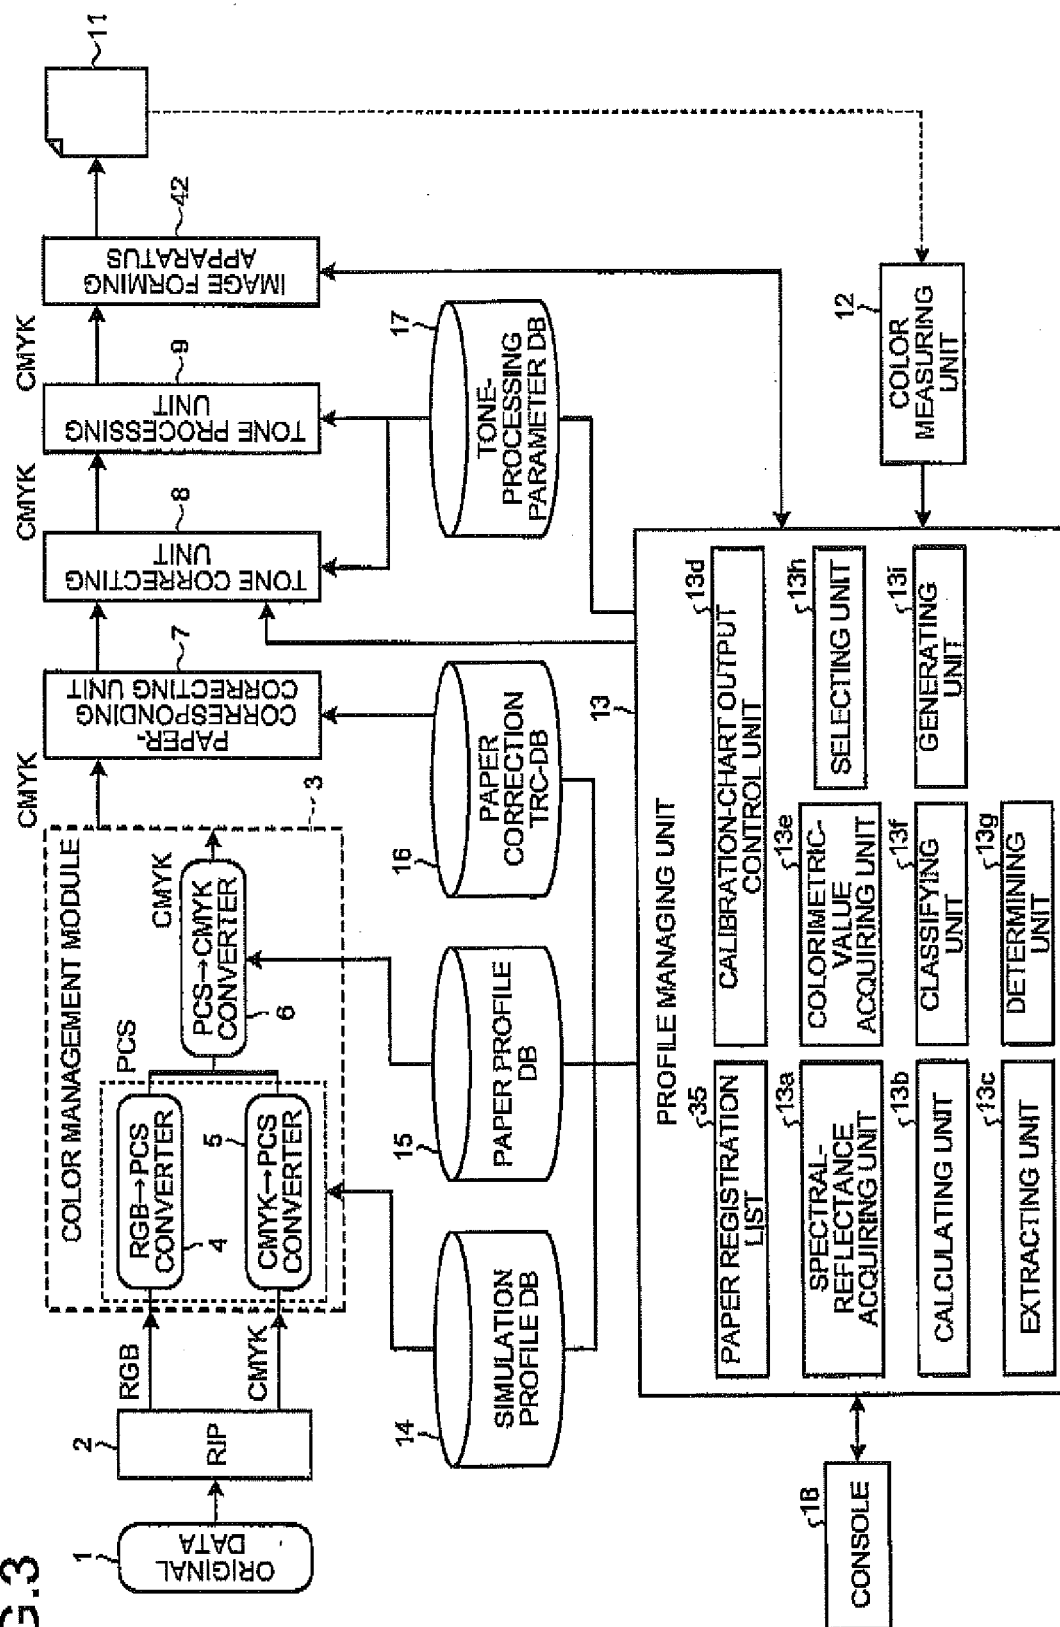 G.3
1
ORIGINAL
DATA
2
RIP
RGB
CMYK
COLOR MANAGEMENT MODULE
3
RGB→PCS
CONVERTER
4
5
CMYK→PCS
CONVERTER
PCS
PCS→CMYK
CONVERTER
6
CMYK
CMYK
7
PAPER-
CORRESPONDING
CORRECTING UNIT
8
TONE CORRECTING
UNIT
CMYK
9
TONE PROCESSING
UNIT
CMYK
42
IMAGE FORMING
APPARATUS
11
14
SIMULATION
PROFILE DB
15
PAPER PROFILE
DB
16
PAPER
CORRECTION
TRC-DB
17
TONE-
PROCESSING
PARAMETER DB
12
COLOR
MEASURING
UNIT
13
PROFILE MANAGING UNIT
35
PAPER REGISTRATION
LIST
13d
CALIBRATION-CHART OUTPUT
CONTROL UNIT
13a
SPECTRAL-
REFLECTANCE
ACQUIRING UNIT
13e
COLORIMETRIC-
VALUE
ACQUIRING UNIT
13h
SELECTING UNIT
13b
CALCULATING UNIT
13f
CLASSIFYING
UNIT
13i
GENERATING
UNIT
13c
EXTRACTING UNIT
13g
DETERMINING
UNIT
18
CONSOLE